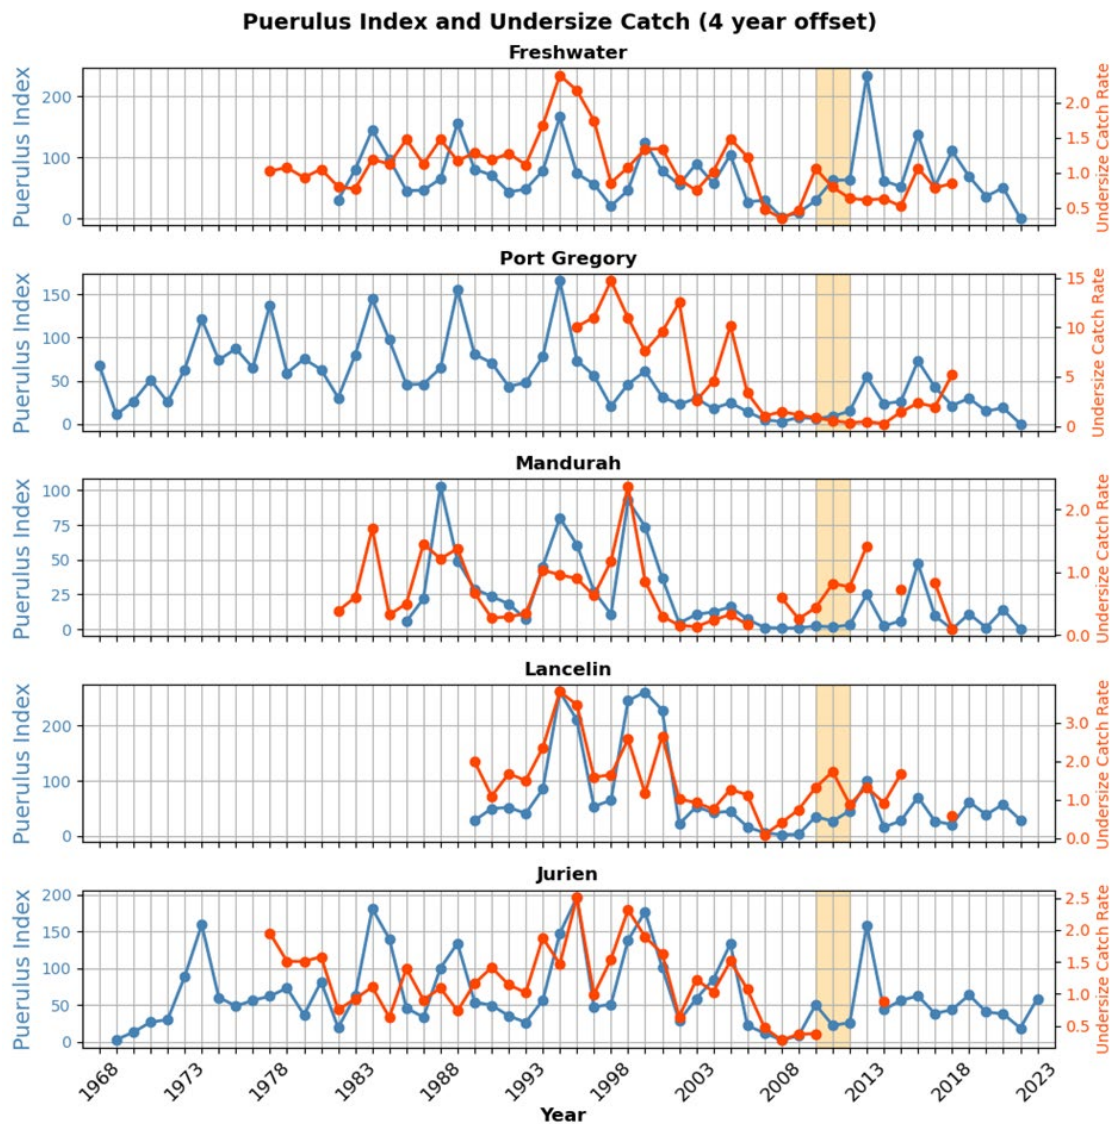 Puerulus Index and Undersize Catch (4 year offset)
Freshwater
Puerulus Index
200
100
0
2.0
1.5
1.0
0.5
Undersize Catch Rate
Port Gregory
Puerulus Index
150
100
50
0
15
10
5
0
Undersize Catch Rate
Mandurah
Puerulus Index
100
75
50
25
0
2.0
1.0
0.0
Undersize Catch Rate
Lancelin
Puerulus Index
200
100
0
3.0
2.0
1.0
0.0
Undersize Catch Rate
Jurien
Puerulus Index
200
150
100
50
0
2.5
2.0
1.5
1.0
0.5
Undersize Catch Rate
1968 1973 1978 1983 1988 1993 1998 2003 2008 2013 2018 2023
Year